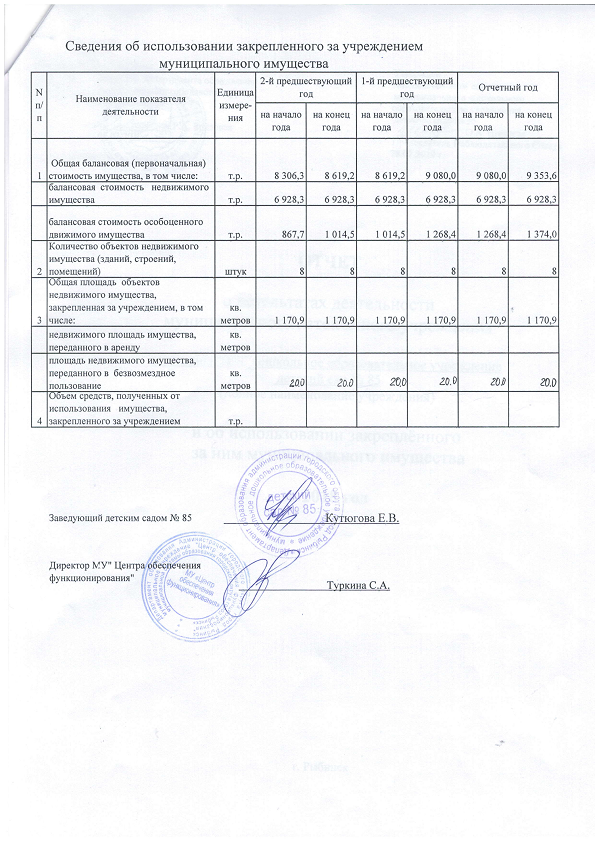 Сведения об использовании закрепленного за учреждением
муниципального имущества
N п/п | Наименование показателя деятельности | Единица измере-ния | 2-й предшествующий год | 1-й предшествующий год | Отчетный год
на начало года | на конец года | на начало года | на конец года | на начало года | на конец года
1 | Общая балансовая (первоначальная) стоимость имущества, в том числе: | т.р. | 8 306,3 | 8 619,2 | 8 619,2 | 9 080,0 | 9 080,0 | 9 353,6
балансовая стоимость недвижимого имущества | т.р. | 6 928,3 | 6 928,3 | 6 928,3 | 6 928,3 | 6 928,3 | 6 928,3
балансовая стоимость особоценного движимого имущества | т.р. | 867,7 | 1 014,5 | 1 014,5 | 1 268,4 | 1 268,4 | 1 374,0
2 | Количество объектов недвижимого имущества (зданий, строений, помещений) | штук | 8 | 8 | 8 | 8 | 8 | 8
3 | Общая площадь объектов недвижимого имущества, закрепленная за учреждением, в том числе: | кв. метров | 1 170,9 | 1 170,9 | 1 170,9 | 1 170,9 | 1 170,9 | 1 170,9
недвижимого площадь имущества, переданного в аренду | кв. метров
площадь недвижимого имущества, переданного в безвозмездное пользование | кв. метров | 20,0 | 20,0 | 20,0 | 20,0 | 20,0 | 20,0
4 | Объем средств, полученных от использования имущества, закрепленного за учреждением | т.р.
детский
сад № 85
Заведующий детским садом № 85 Кутюгова Е.В.
Директор МУ" Центра обеспечения
функционирования" Туркина С.А.
МУ «Центр
обеспечения
функционирования»